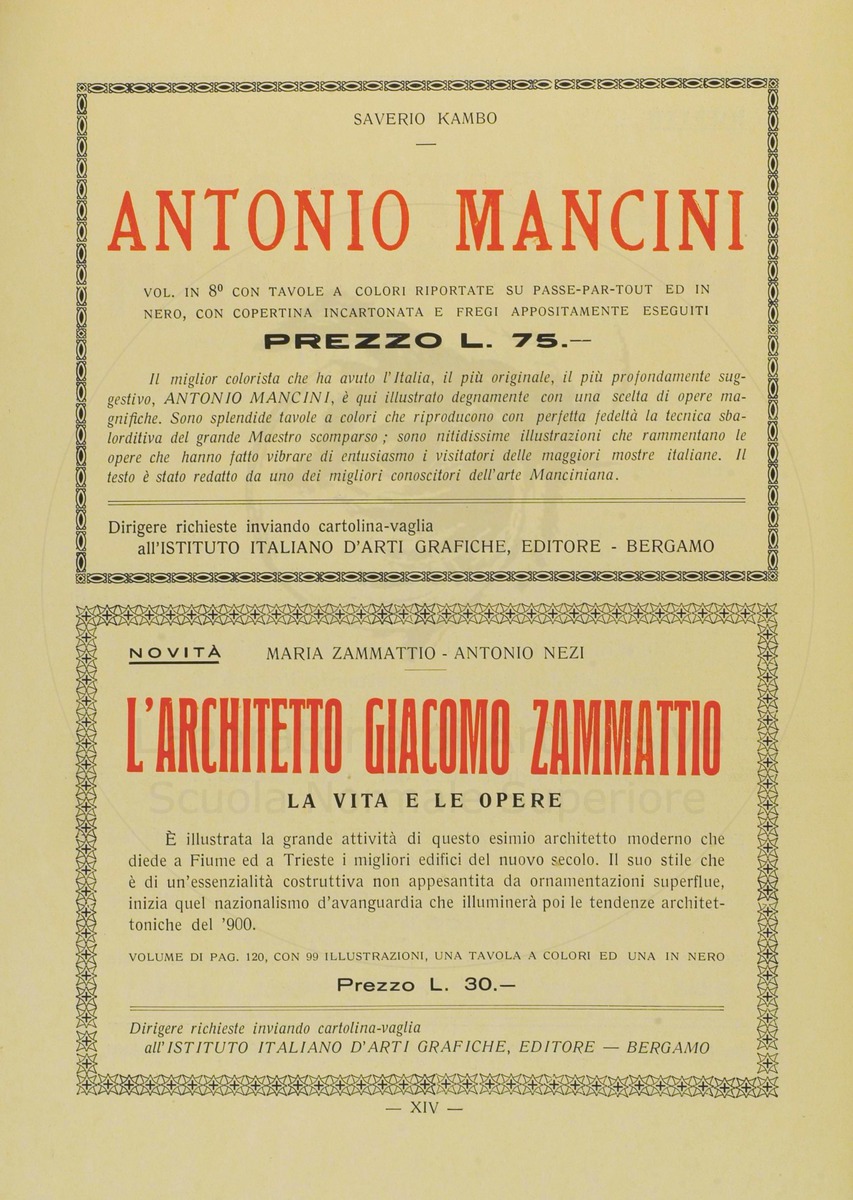 SAVERIO KAMBO
ANTONIO MANCINI
VOL. IN 8º CON TAVOLE A COLORI RIPORTATE SU PASSE-PAR-TOUT ED IN
NERO, CON COPERTINA INCARTONATA E FREGI APPOSITAMENTE ESEGUITI
PREZZO L. 75.—
Il miglior colorista che ha avuto l'Italia, il più originale, il più profondamente sug-
gestivo, ANTONIO MANCINI, è qui illustrato degnamente con una scelta di opere ma-
gnifiche. Sono splendide tavole a colori che riproducono con perfetta fedeltà la tecnica sba-
lorditiva del grande Maestro scomparso ; sono nitidissime illustrazioni che rammentano le
opere che hanno fatto vibrare di entusiasmo i visitatori delle maggiori mostre italiane. Il
testo è stato redatto da uno dei migliori conoscitori dell'arte Manciniana.
Dirigere richieste inviando cartolina-vaglia
all'ISTITUTO ITALIANO D'ARTI GRAFICHE, EDITORE - BERGAMO
NOVITÀ MARIA ZAMMATTIO - ANTONIO NEZI
L'ARCHITETTO GIACOMO ZAMMATTIO
LA VITA E LE OPERE
È illustrata la grande attività di questo esimio architetto moderno che
diede a Fiume ed a Trieste i migliori edifici del nuovo secolo. Il suo stile che
è di un'essenzialità costruttiva non appesantita da ornamentazioni superflue,
inizia quel nazionalismo d'avanguardia che illuminerà poi le tendenze architet-
toniche del '900.
VOLUME DI PAG. 120, CON 99 ILLUSTRAZIONI, UNA TAVOLA A COLORI ED UNA IN NERO
Prezzo L. 30.—
Dirigere richieste inviando cartolina-vaglia
all'ISTITUTO ITALIANO D'ARTI GRAFICHE, EDITORE — BERGAMO
— XIV —